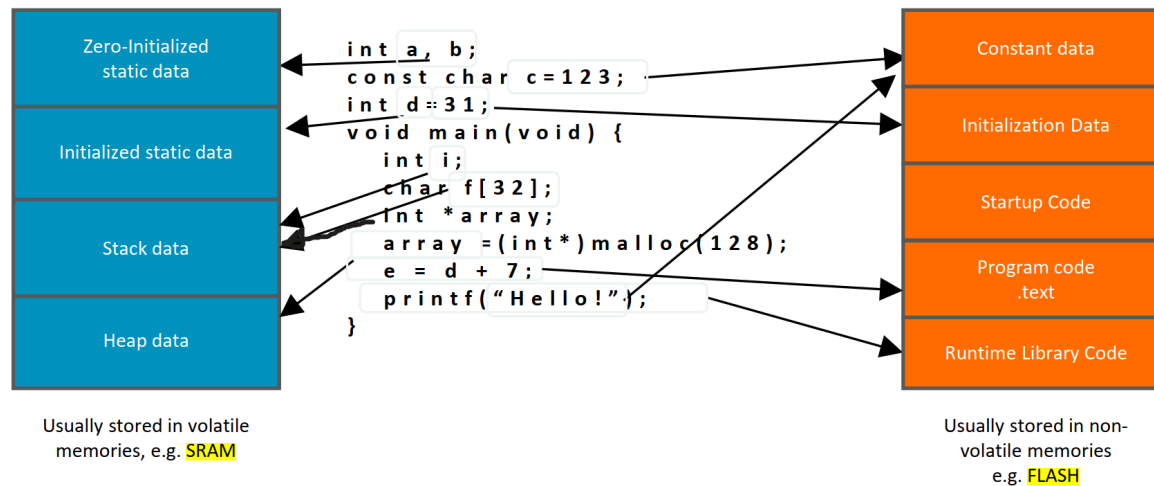 Zero-Initialized
static data
Initialized static data
Stack data
Heap data
Usually stored in volatile
memories, e.g. SRAM
int a, b;
const char c=123;
int d=31;
void main(void) {
int i;
char f[32];
int *array;
array =(int*)malloc(128);
e = d + 7;
printf(“Hello!”);
}
Constant data
Initialization Data
Startup Code
Program code
.text
Runtime Library Code
Usually stored in non-
volatile memories
e.g. FLASH